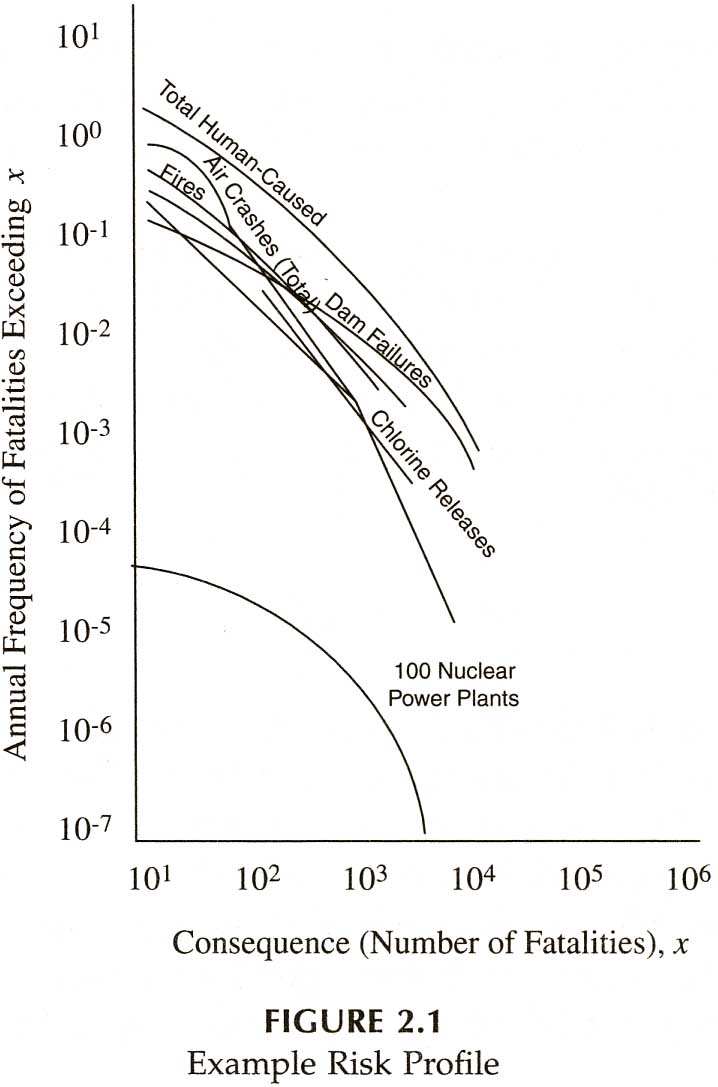 10¹
10⁰
10⁻¹
10⁻²
10⁻³
10⁻⁴
10⁻⁵
10⁻⁶
10⁻⁷
Annual Frequency of Fatalities Exceeding x
Total Human-Caused
Air Crashes (Total)
Fires
Dam Failures
Chlorine Releases
100 Nuclear
Power Plants
10¹ 10² 10³ 10⁴ 10⁵ 10⁶
Consequence (Number of Fatalities), x
FIGURE 2.1
Example Risk Profile